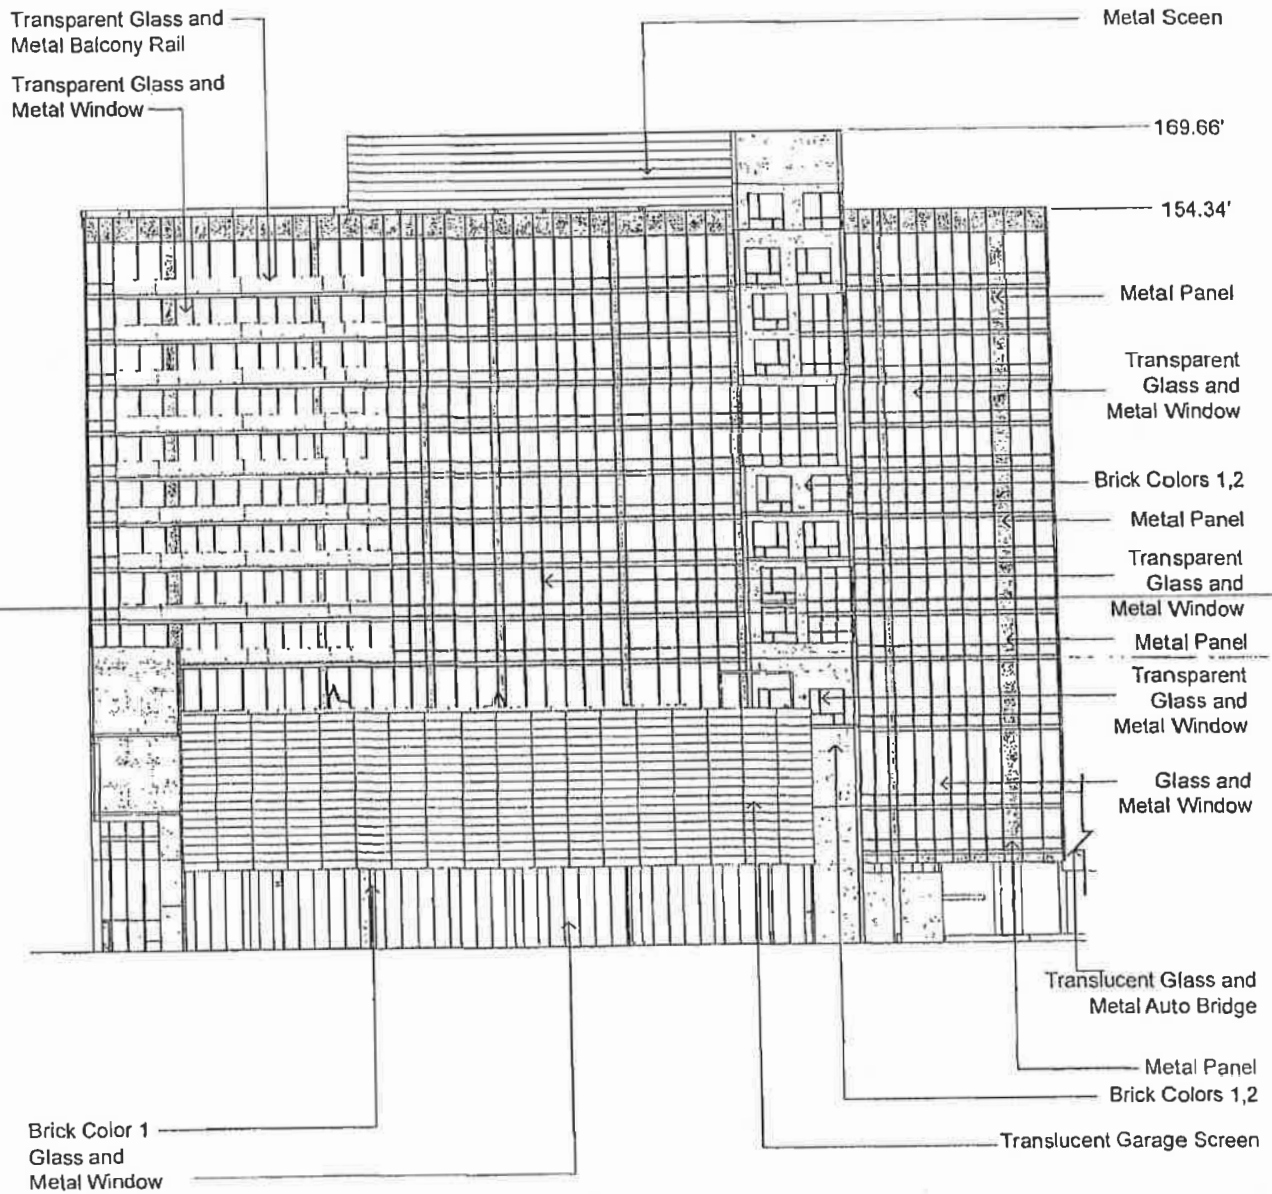 Transparent Glass and
Metal Balcony Rail
Transparent Glass and
Metal Window
Metal Sceen
169.66'
154.34'
Metal Panel
Transparent
Glass and
Metal Window
Brick Colors 1,2
Metal Panel
Transparent
Glass and
Metal Window
Metal Panel
Transparent
Glass and
Metal Window
Glass and
Metal Window
Translucent Glass and
Metal Auto Bridge
Metal Panel
Brick Colors 1,2
Translucent Garage Screen
Brick Color 1
Glass and
Metal Window